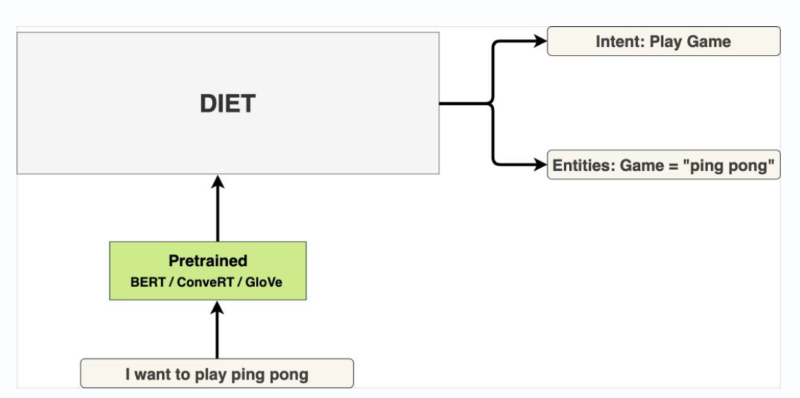 Intent: Play Game
DIET
Entities: Game = "ping pong"
Pretrained
BERT / ConveRT / GloVe
I want to play ping pong